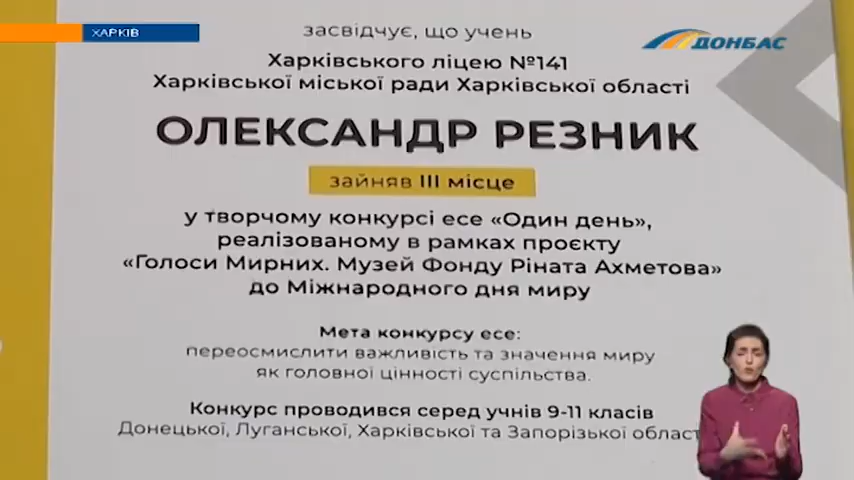 ХАРКІВ
ДОНБАС
засвідчує, що учень
Харківського ліцею №141
Харківської міської ради Харківської області
ОЛЕКСАНДР РЕЗНИК
зайняв III місце
у творчому конкурсі есе «Один день»,
реалізованому в рамках проєкту
«Голоси Мирних. Музей Фонду Ріната Ахметова»
до Міжнародного дня миру
Мета конкурсу есе:
переосмислити важливість та значення миру
як головної цінності суспільства.
Конкурс проводився серед учнів 9-11 класів
Донецької, Луганської, Харківської та Запорізької област